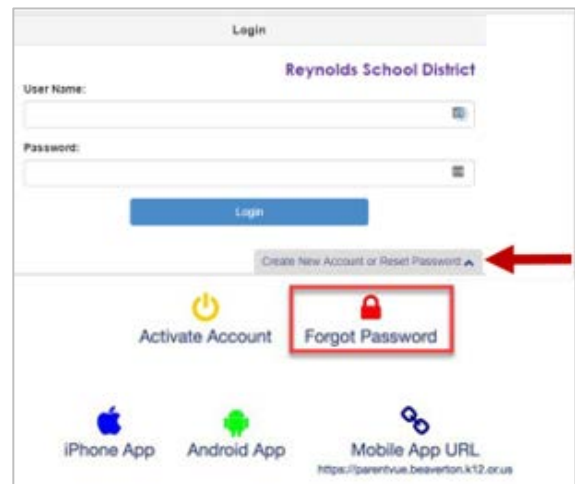 Login
Reynolds School District
User Name:
Password:
Login
Create New Account or Reset Password
Activate Account
Forgot Password
iPhone App
Android App
Mobile App URL
https://parentvue.beaverton.k12.or.us